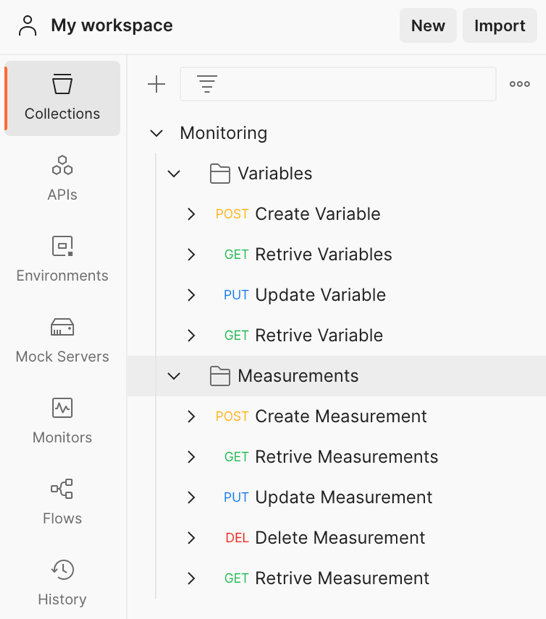 My workspace
New
Import
Collections
APIs
Environments
Mock Servers
Monitors
Flows
History
Monitoring
Variables
POST Create Variable
GET Retrive Variables
PUT Update Variable
GET Retrive Variable
Measurements
POST Create Measurement
GET Retrive Measurements
PUT Update Measurement
DEL Delete Measurement
GET Retrive Measurement